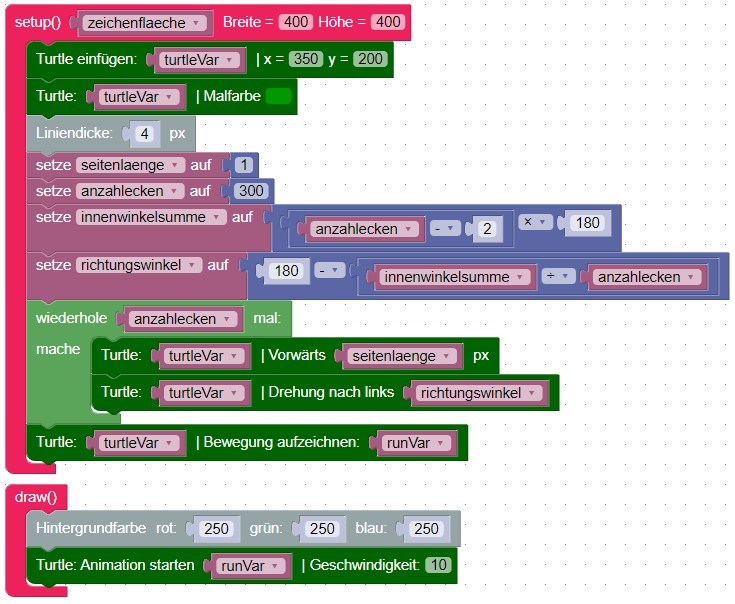 setup() zeichenflaeche Breite = 400 Höhe = 400
Turtle einfügen: turtleVar | x = 350 y = 200
Turtle: turtleVar | Malfarbe
Liniendicke: 4 px
setze seitenlaenge auf 1
setze anzahlecken auf 300
setze innenwinkelsumme auf anzahlecken - 2 × 180
setze richtungswinkel auf 180 - innenwinkelsumme ÷ anzahlecken
wiederhole anzahlecken mal:
mache Turtle: turtleVar | Vorwärts seitenlaenge px
Turtle: turtleVar | Drehung nach links richtungswinkel
Turtle: turtleVar | Bewegung aufzeichnen: runVar
draw()
Hintergrundfarbe rot: 250 grün: 250 blau: 250
Turtle: Animation starten runVar | Geschwindigkeit: 10